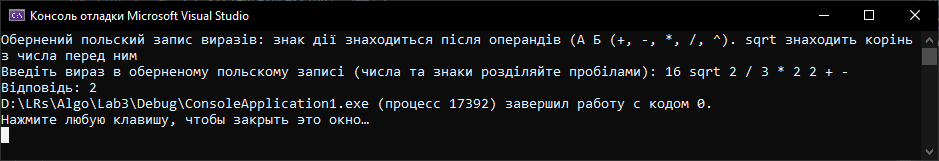 Консоль отладки Microsoft Visual Studio
Обернений польский запис виразів: знак дії знаходиться після операндів (А Б (+, -, *, /, ^). sqrt знаходить корінь
з числа перед ним
Введіть вираз в оберненому польскому записі (числа та знаки розділяйте пробілами): 16 sqrt 2 / 3 * 2 2 + -
Відповідь: 2
D:\LRs\Algo\Lab3\Debug\ConsoleApplication1.exe (процесс 17392) завершил работу с кодом 0.
Нажмите любую клавишу, чтобы закрыть это окно…